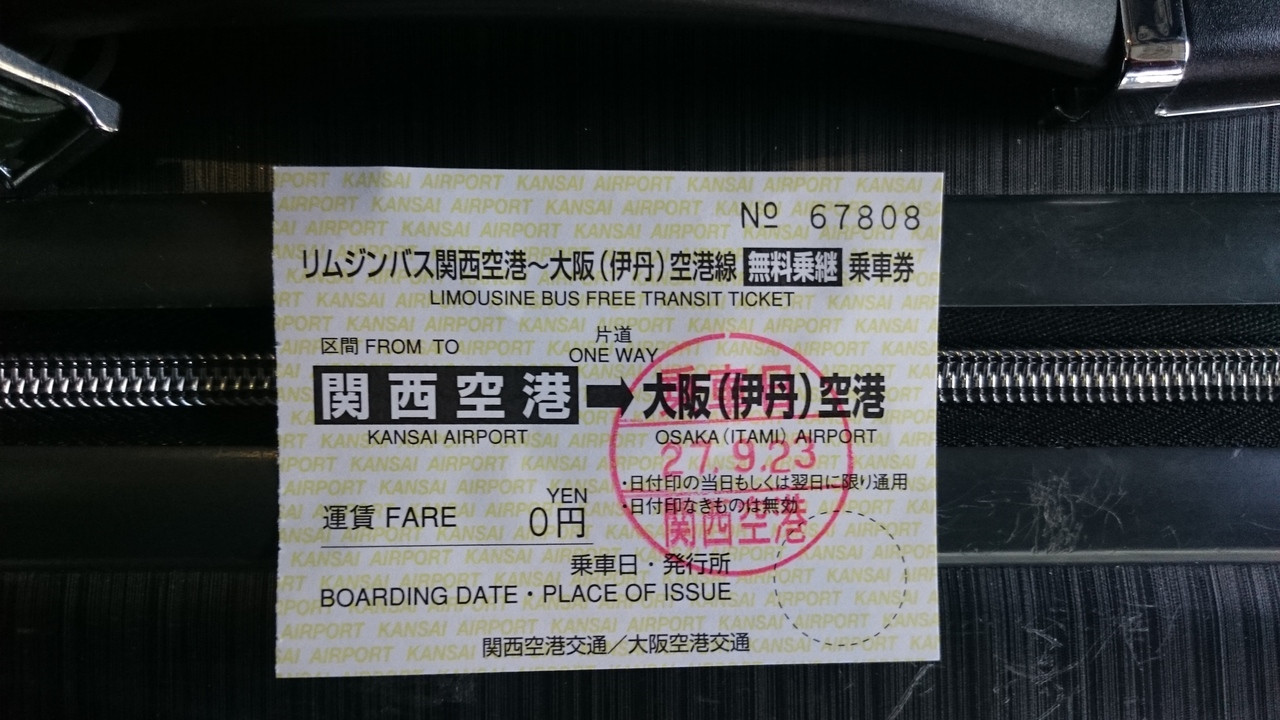 No 67808
リムジンバス関西空港～大阪(伊丹)空港線 無料乗継 乗車券
LIMOUSINE BUS FREE TRANSIT TICKET
区間 FROM TO
片道
ONE WAY
関西空港➡大阪(伊丹)空港
KANSAI AIRPORT
OSAKA(ITAMI) AIRPORT
乗車日
27.9.23
関西空港
・日付印の当日もしくは翌日に限り通用
・日付印なきものは無効
YEN
運賃 FARE 0円
乗車日・発行所
BOARDING DATE・PLACE OF ISSUE
関西空港交通／大阪空港交通
KANSAI AIRPORT